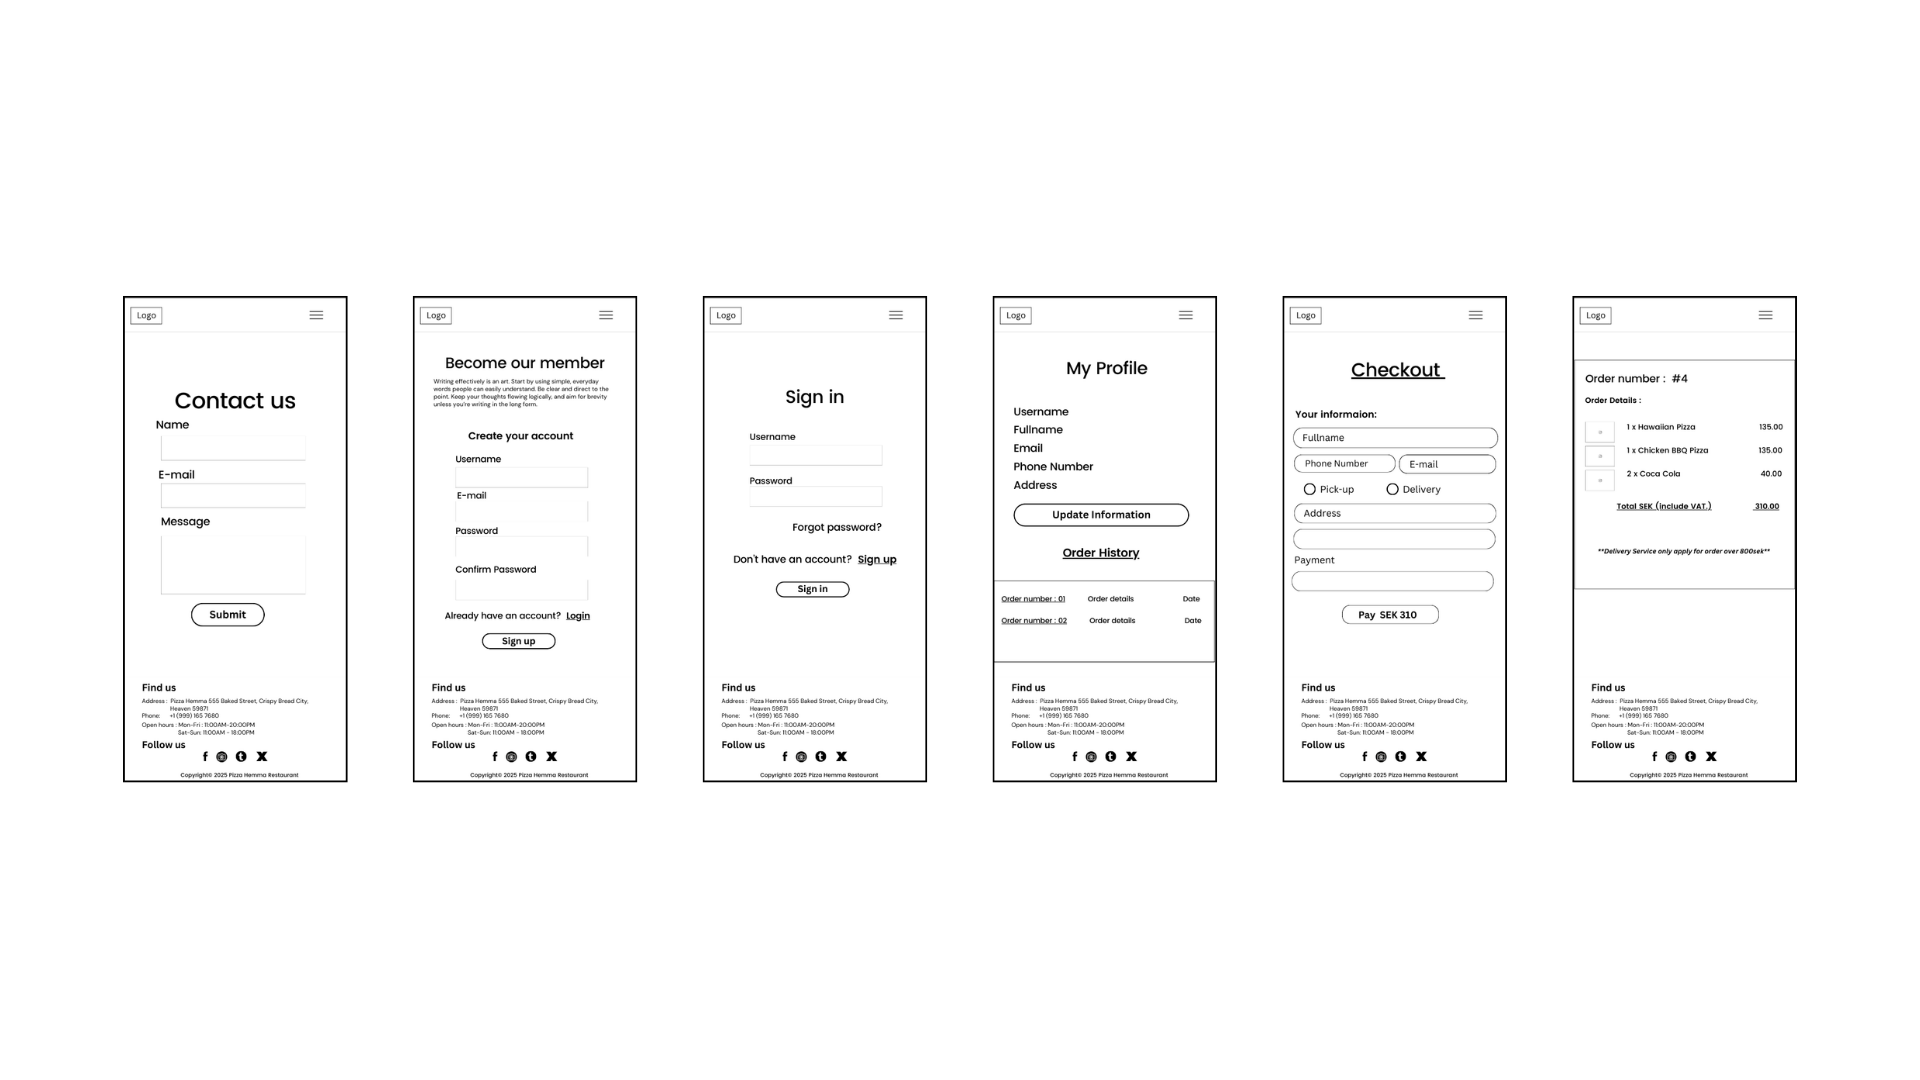 Logo
Contact us
Name
E-mail
Message
Submit
Find us
Address : Pizza Hemma 555 Baked Street, Crispy Bread City,
Heaven 59871
Phone: +1 (999) 165 7680
Open hours : Mon-Fri : 11:00AM-20:00PM
Sat-Sun: 11:00AM - 18:00PM
Follow us
Copyright© 2025 Pizza Hemma Restaurant
Logo
Become our member
Writing effectively is an art. Start by using simple, everyday
words people can easily understand. Be clear and direct to the
point. Keep your thoughts flowing logically, and aim for brevity
unless you're writing in the long form.
Create your account
Username
E-mail
Password
Confirm Password
Already have an account? Login
Sign up
Find us
Address : Pizza Hemma 555 Baked Street, Crispy Bread City,
Heaven 59871
Phone: +1 (999) 165 7680
Open hours : Mon-Fri : 11:00AM-20:00PM
Sat-Sun: 11:00AM - 18:00PM
Follow us
Copyright© 2025 Pizza Hemma Restaurant
Logo
Sign in
Username
Password
Forgot password?
Don't have an account? Sign up
Sign in
Find us
Address : Pizza Hemma 555 Baked Street, Crispy Bread City,
Heaven 59871
Phone: +1 (999) 165 7680
Open hours : Mon-Fri : 11:00AM-20:00PM
Sat-Sun: 11:00AM - 18:00PM
Follow us
Copyright© 2025 Pizza Hemma Restaurant
Logo
My Profile
Username
Fullname
Email
Phone Number
Address
Update Information
Order History
Order number : 01 Order details Date
Order number : 02 Order details Date
Find us
Address : Pizza Hemma 555 Baked Street, Crispy Bread City,
Heaven 59871
Phone: +1 (999) 165 7680
Open hours : Mon-Fri : 11:00AM-20:00PM
Sat-Sun: 11:00AM - 18:00PM
Follow us
Copyright© 2025 Pizza Hemma Restaurant
Logo
Checkout
Your informaion:
Fullname
Phone Number E-mail
Pick-up Delivery
Address
Payment
Pay SEK 310
Find us
Address : Pizza Hemma 555 Baked Street, Crispy Bread City,
Heaven 59871
Phone: +1 (999) 165 7680
Open hours : Mon-Fri : 11:00AM-20:00PM
Sat-Sun: 11:00AM - 18:00PM
Follow us
Copyright© 2025 Pizza Hemma Restaurant
Logo
Order number : #4
Order Details :
1 x Hawaiian Pizza 135.00
1 x Chicken BBQ Pizza 135.00
2 x Coca Cola 40.00
Total SEK (include VAT.) 310.00
**Delivery Service only apply for order over 800sek**
Find us
Address : Pizza Hemma 555 Baked Street, Crispy Bread City,
Heaven 59871
Phone: +1 (999) 165 7680
Open hours : Mon-Fri : 11:00AM-20:00PM
Sat-Sun: 11:00AM - 18:00PM
Follow us
Copyright© 2025 Pizza Hemma Restaurant